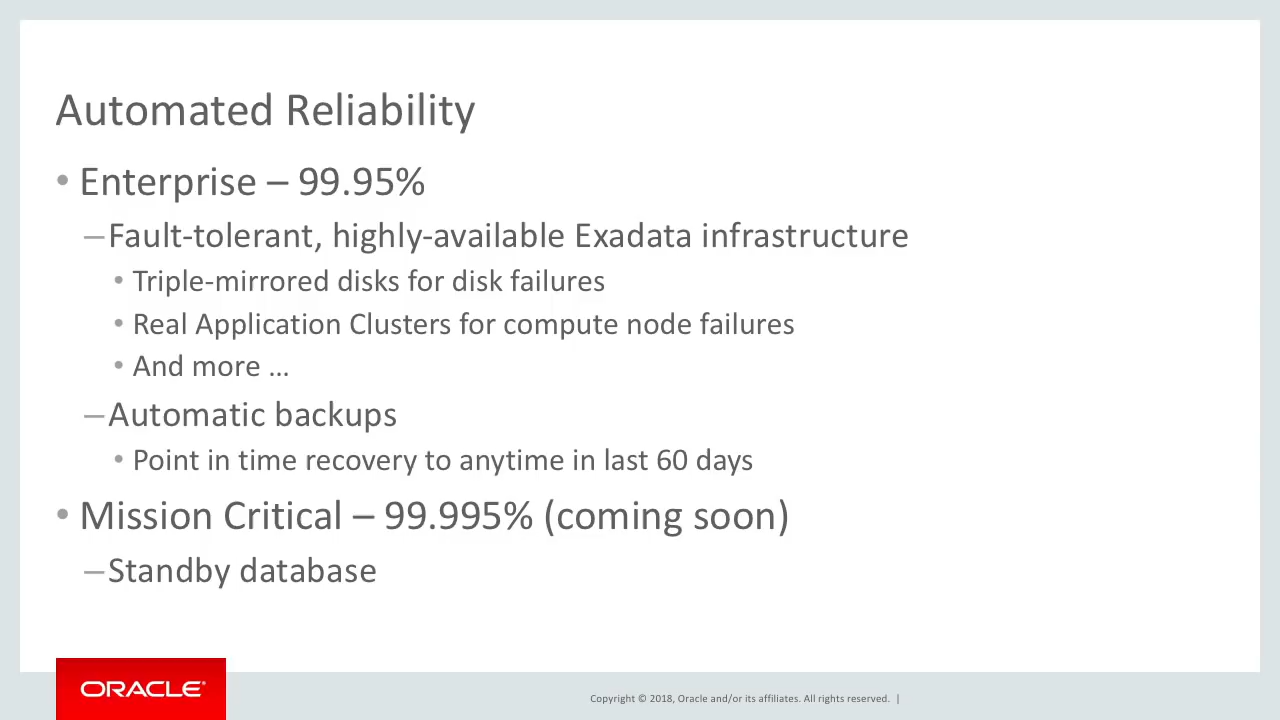 Automated Reliability
• Enterprise – 99.95%
–Fault-tolerant, highly-available Exadata infrastructure
• Triple-mirrored disks for disk failures
• Real Application Clusters for compute node failures
• And more …
–Automatic backups
• Point in time recovery to anytime in last 60 days
• Mission Critical – 99.995% (coming soon)
–Standby database
ORACLE®
Copyright © 2018, Oracle and/or its affiliates. All rights reserved. |